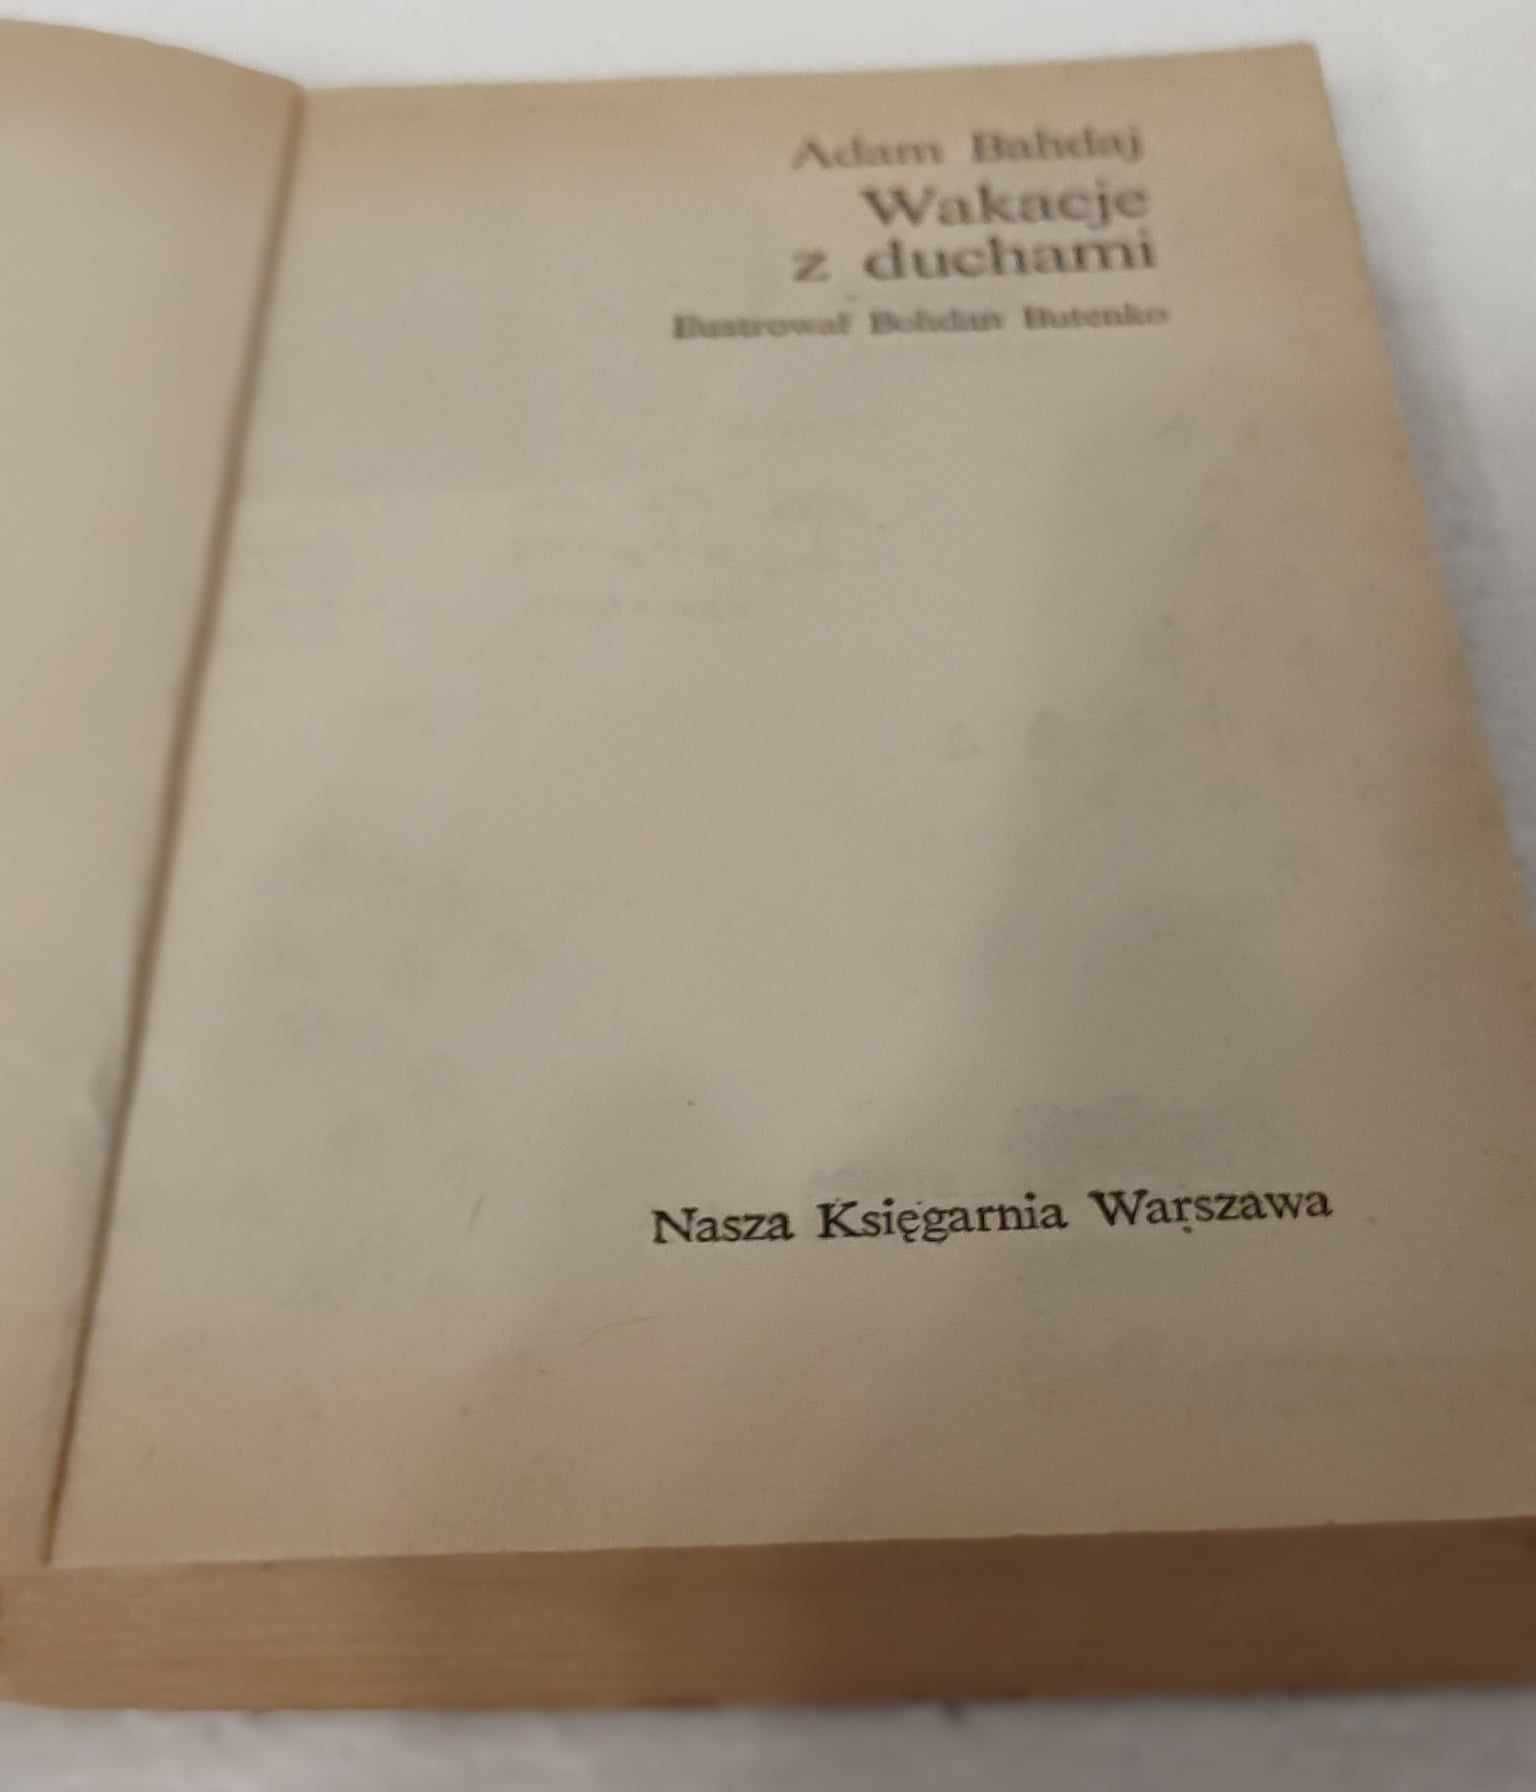 Adam Bahdaj
Wakacje
z duchami
Ilustrował Bohdan Butenko
Nasza Księgarnia Warszawa